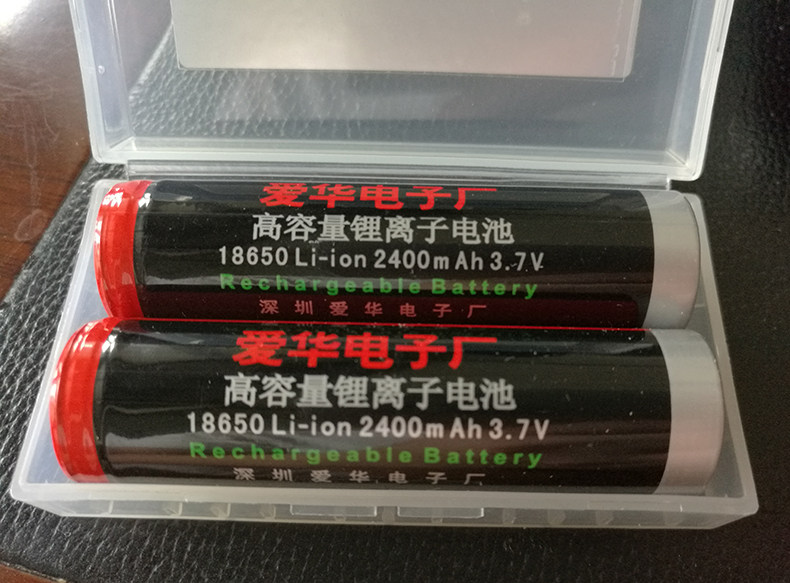 爱华电子厂
高容量锂离子电池
18650 Li-ion 2400mAh 3.7V
Rechargeable Battery
深圳爱华电子厂
爱华电子厂
高容量锂离子电池
18650 Li-ion 2400mAh 3.7V
Rechargeable Battery
深圳爱华电子厂